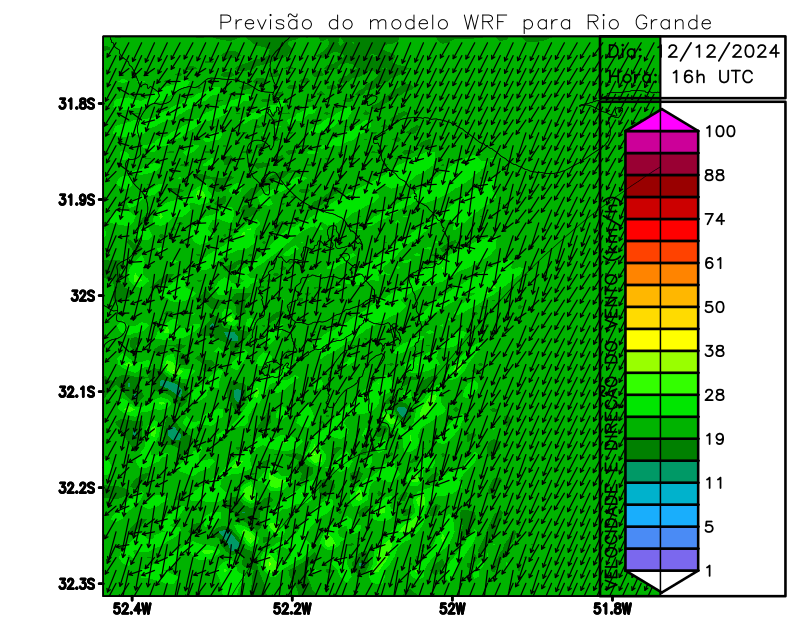 Previsão do modelo WRF para Rio Grande
Dia: 12/12/2024
Hora: 16h UTC
31.8S
31.9S
32S
32.1S
32.2S
32.3S
52.4W
52.2W
52W
51.8W
VELOCIDADE E DIREÇÃO DO VENTO (km/h)
100
88
74
61
50
38
28
19
11
5
1